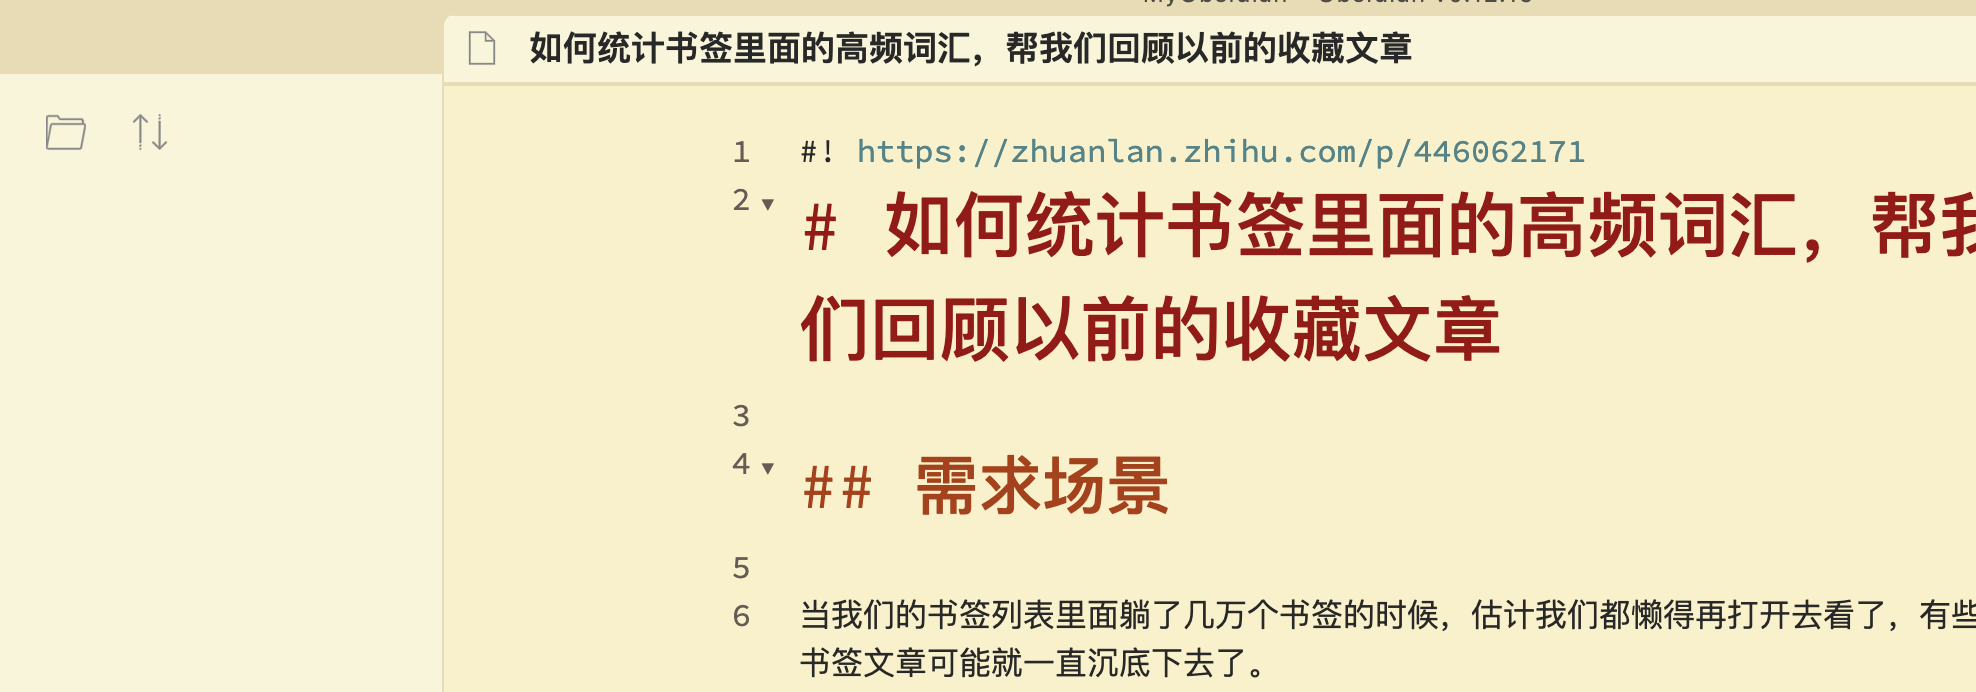 如何统计书签里面的高频词汇，帮我们回顾以前的收藏文章
1 #! https://zhuanlan.zhihu.com/p/446062171
2 # 如何统计书签里面的高频词汇，帮我
们回顾以前的收藏文章
3
4 ## 需求场景
5
6 当我们的书签列表里面躺了几万个书签的时候，估计我们都懒得再打开去看了，有些
书签文章可能就一直沉底下去了。